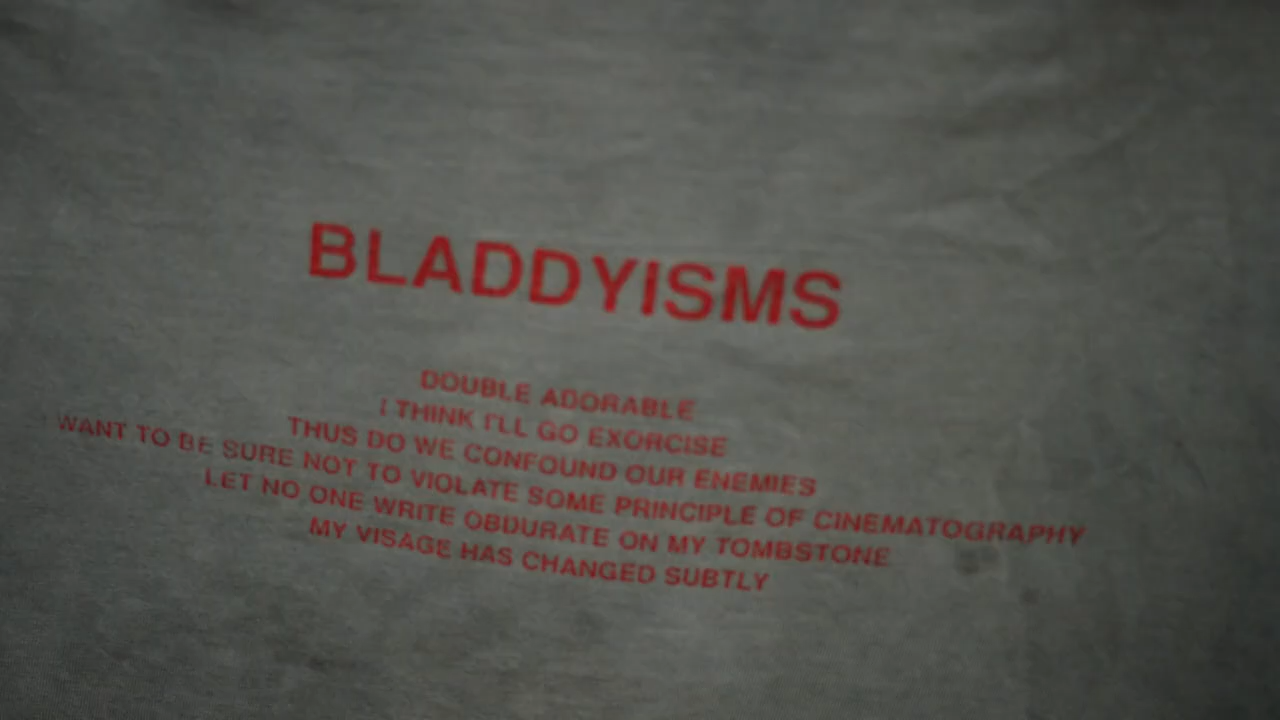 BLADDYISMS
DOUBLE ADORABLE
I THINK I'LL GO EXORCISE
THUS DO WE CONFOUND OUR ENEMIES
I WANT TO BE SURE NOT TO VIOLATE SOME PRINCIPLE OF CINEMATOGRAPHY
LET NO ONE WRITE OBDURATE ON MY TOMBSTONE
MY VISAGE HAS CHANGED SUBTLY